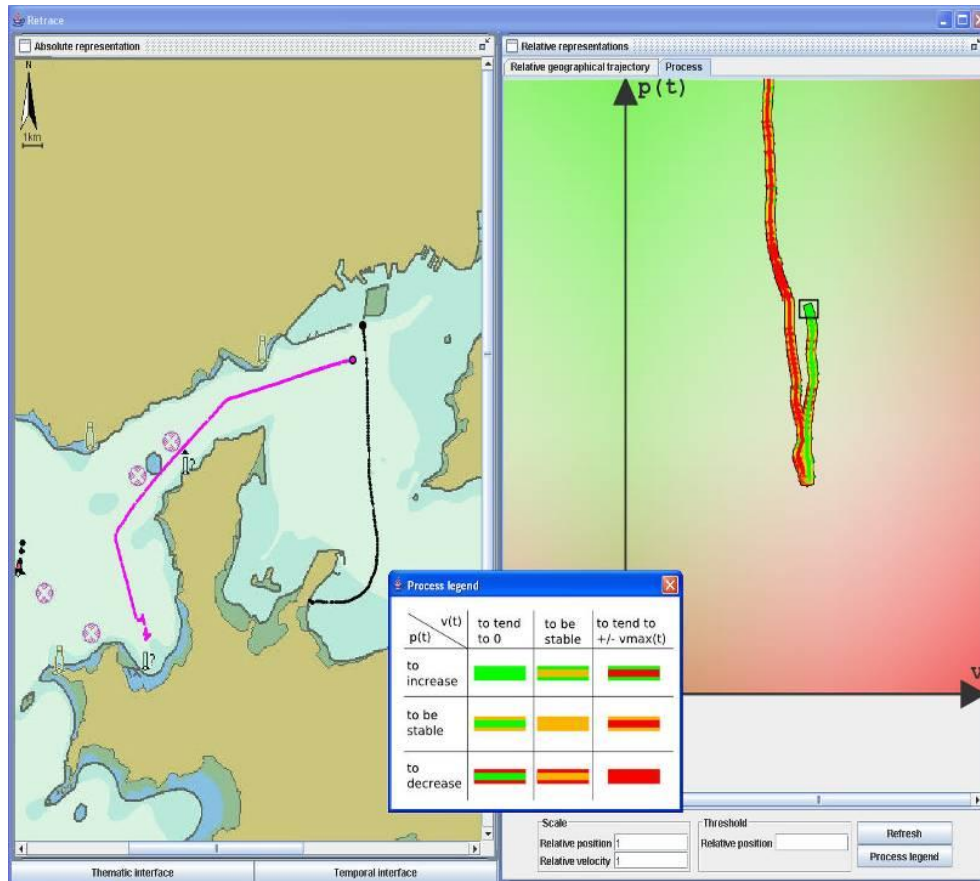 Retrace
Absolute representation
N
1km
?
?
Relative representations
Relative geographical trajectory
Process
p(t)
v
Process legend
v(t)
p(t)
to tend
to 0
to be
stable
to tend to
+/- vmax(t)
to
increase
to be
stable
to
decrease
Scale
Relative position 1
Relative velocity 1
Threshold
Relative position
Refresh
Process legend
Thematic interface
Temporal interface